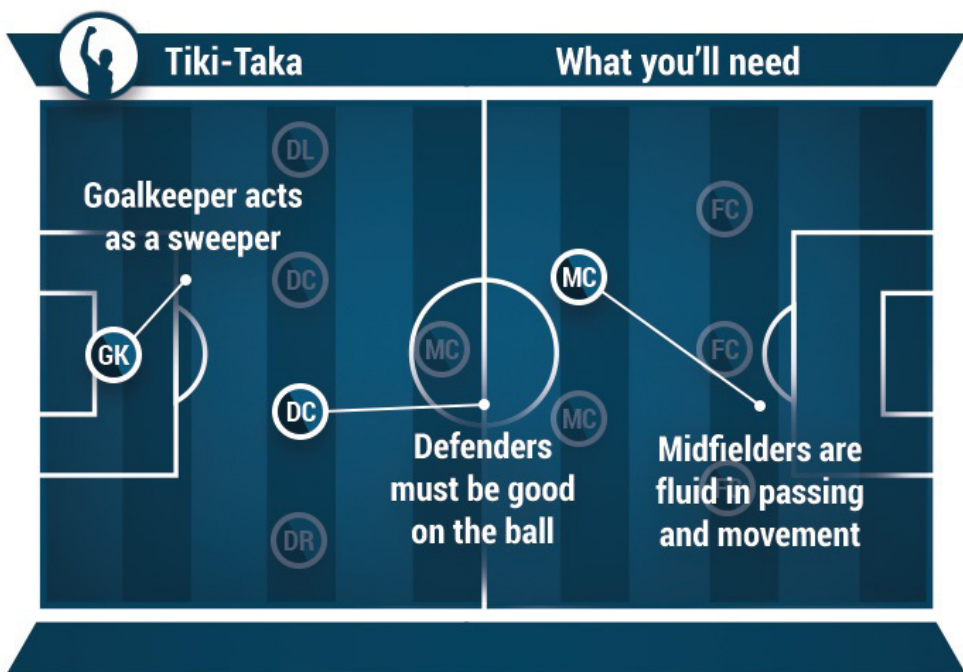 Tiki-Taka
What you'll need
DL
Goalkeeper acts
as a sweeper
FC
DC
MC
GK
MC
FC
DC
MC
Defenders
must be good
on the ball
Midfielders are
fluid in passing
and movement
DR